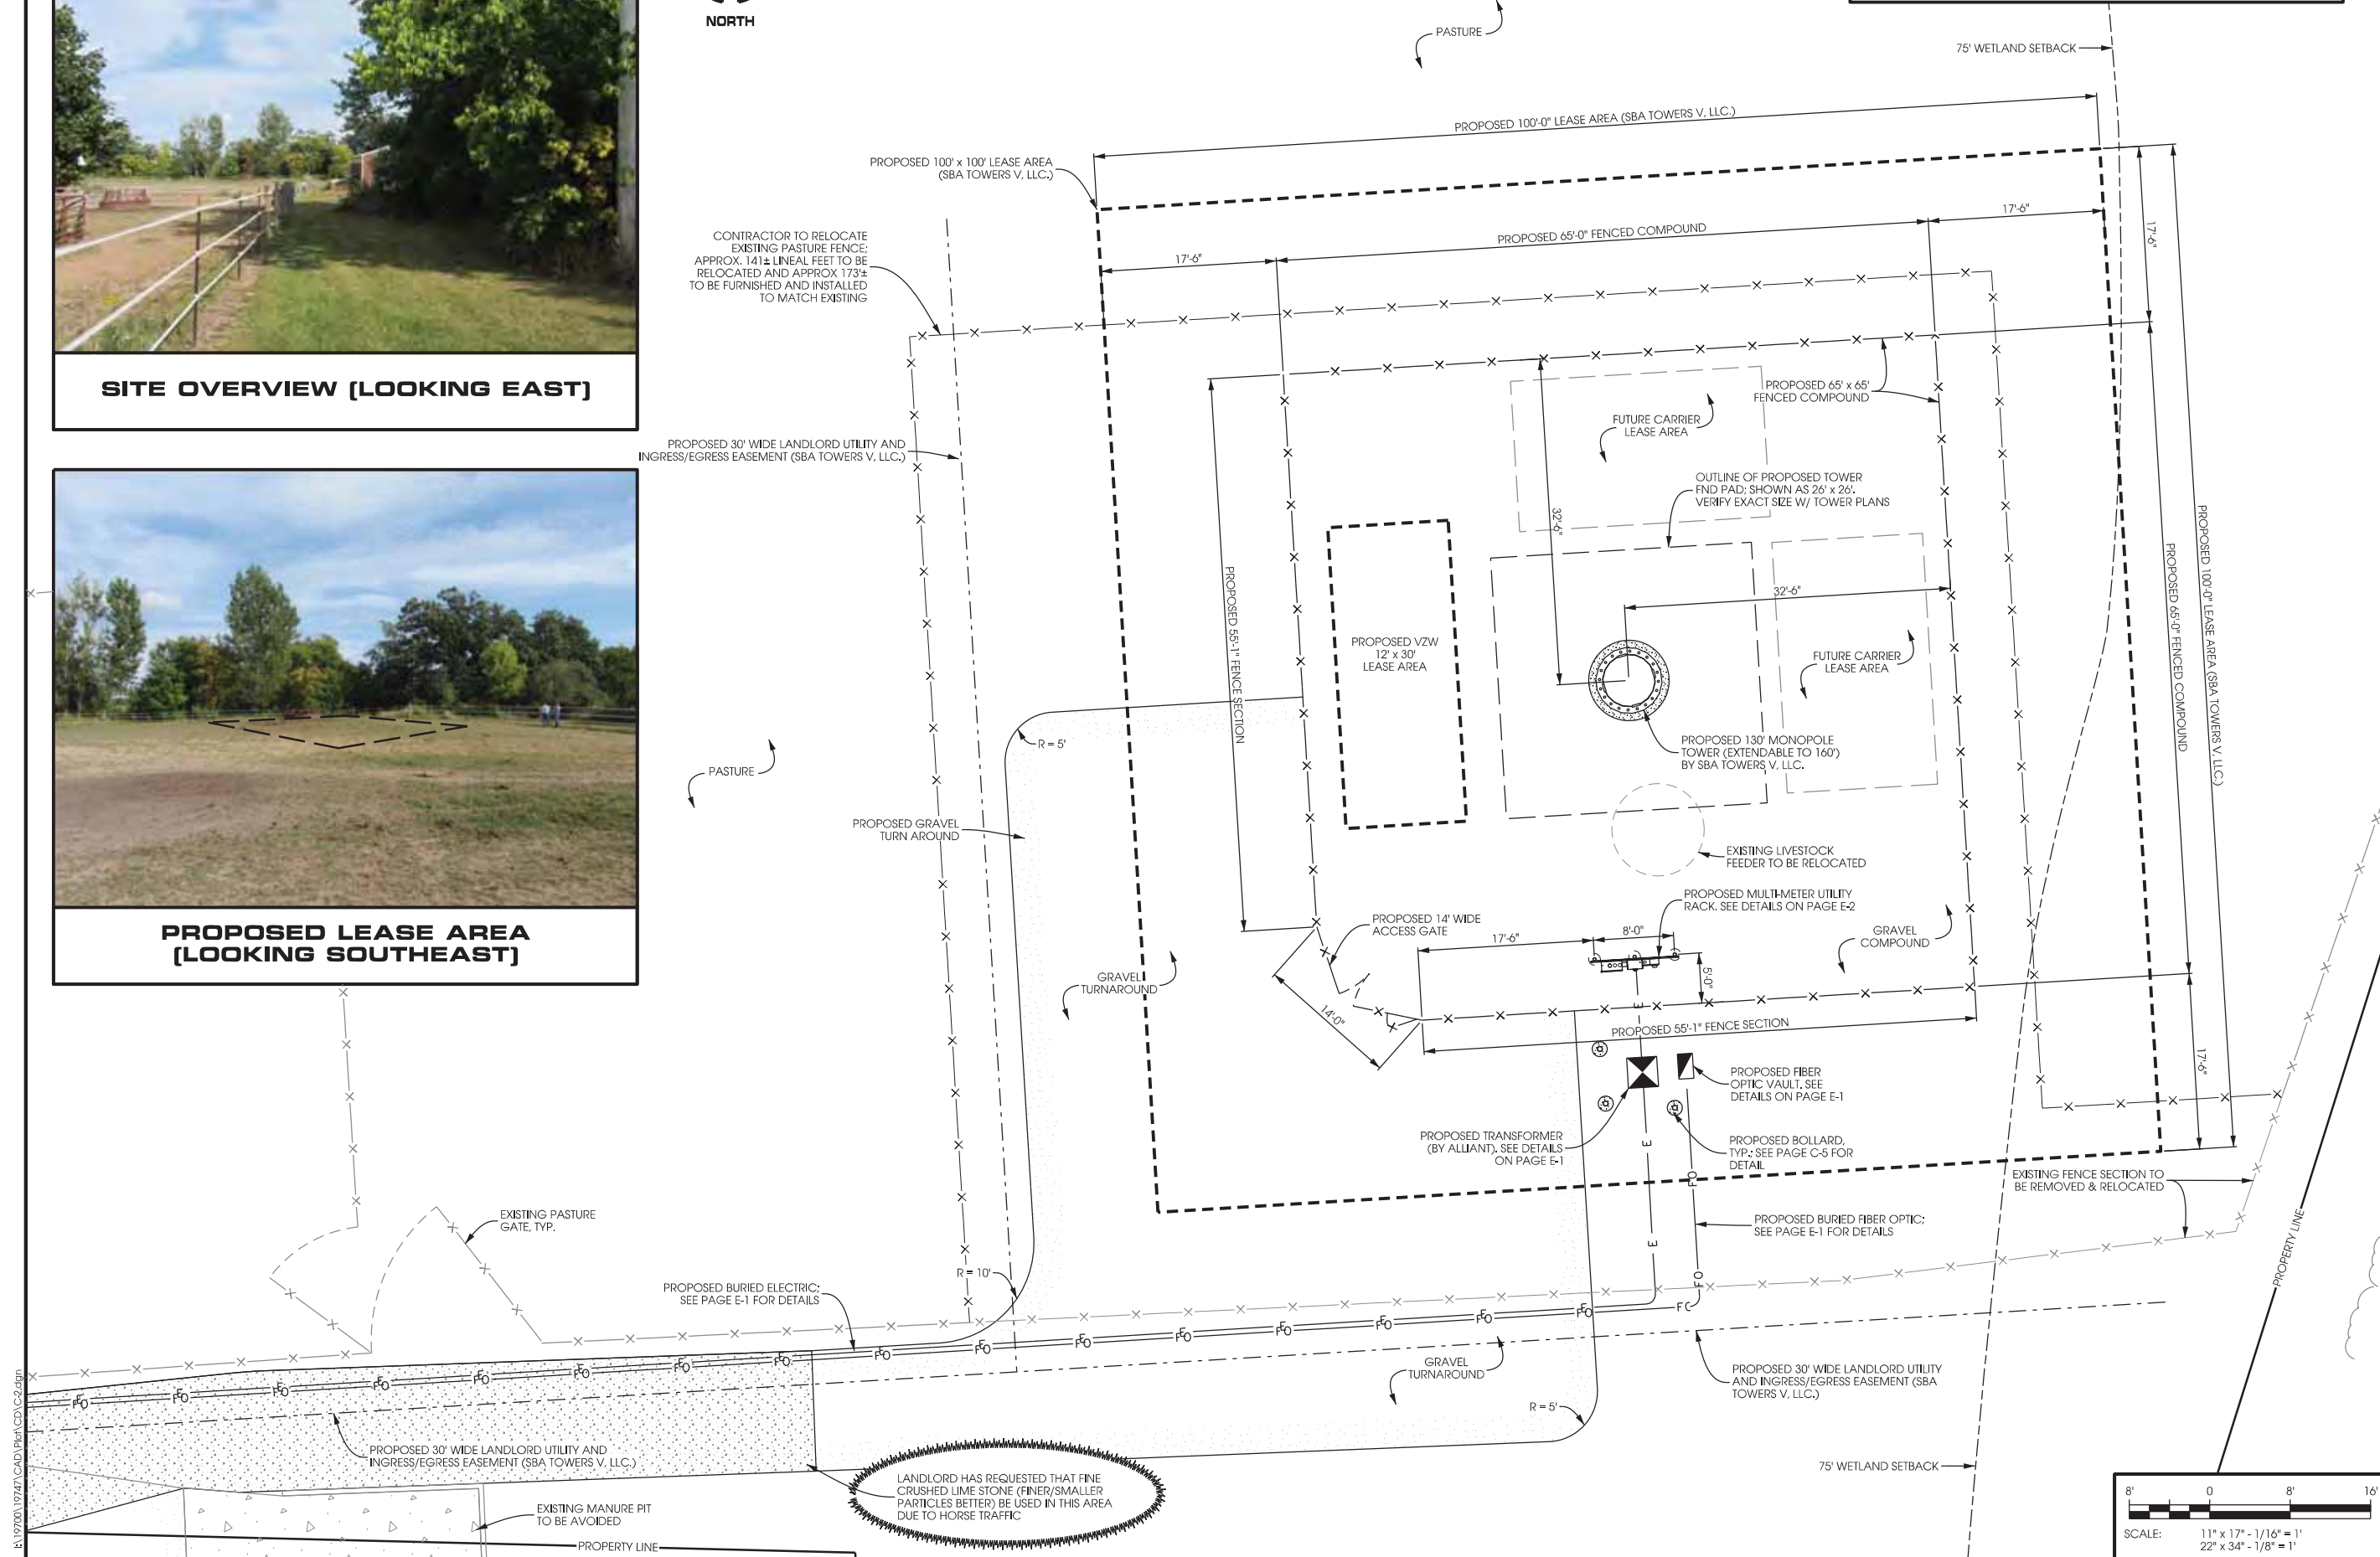 NORTH
PASTURE
75' WETLAND SETBACK
PROPOSED 100'-0" LEASE AREA (SBA TOWERS V, LLC.)
PROPOSED 100' x 100' LEASE AREA
(SBA TOWERS V, LLC.)
17'-6"
PROPOSED 65'-0" FENCED COMPOUND
17'-6"
17'-6"
CONTRACTOR TO RELOCATE
EXISTING PASTURE FENCE;
APPROX. 141± LINEAL FEET TO BE
RELOCATED AND APPROX 173'±
TO BE FURNISHED AND INSTALLED
TO MATCH EXISTING
SITE OVERVIEW (LOOKING EAST)
PROPOSED 65' x 65'
FENCED COMPOUND
FUTURE CARRIER
LEASE AREA
PROPOSED 30' WIDE LANDLORD UTILITY AND
INGRESS/EGRESS EASEMENT (SBA TOWERS V, LLC.)
OUTLINE OF PROPOSED TOWER
FND PAD; SHOWN AS 26' x 26'.
VERIFY EXACT SIZE W/ TOWER PLANS
32'-6"
32'-6"
PROPOSED 55'-1" FENCE SECTION
PROPOSED 65'-0" FENCED COMPOUND
PROPOSED 100'-0" LEASE AREA (SBA TOWERS V, LLC.)
PROPOSED VZW
12' x 30'
LEASE AREA
FUTURE CARRIER
LEASE AREA
PROPOSED 130' MONOPOLE
TOWER (EXTENDABLE TO 160')
BY SBA TOWERS V, LLC.
R = 5'
PASTURE
PROPOSED GRAVEL
TURN AROUND
EXISTING LIVESTOCK
FEEDER TO BE RELOCATED
PROPOSED MULTI-METER UTILITY
RACK. SEE DETAILS ON PAGE E-2
PROPOSED LEASE AREA
(LOOKING SOUTHEAST)
PROPOSED 14' WIDE
ACCESS GATE
17'-6"
8'-0"
5'-0"
GRAVEL
COMPOUND
GRAVEL
TURNAROUND
14'-0"
E
PROPOSED 55'-1" FENCE SECTION
17'-6"
PROPOSED FIBER
OPTIC VAULT. SEE
DETAILS ON PAGE E-1
PROPOSED TRANSFORMER
(BY ALLIANT). SEE DETAILS
ON PAGE E-1
E
PROPOSED BOLLARD,
TYP.; SEE PAGE C-5 FOR
DETAIL
FO
EXISTING FENCE SECTION TO
BE REMOVED & RELOCATED
EXISTING PASTURE
GATE, TYP.
PROPOSED BURIED FIBER OPTIC;
SEE PAGE E-1 FOR DETAILS
E
FO
PROPERTY LINE
R = 10'
PROPOSED BURIED ELECTRIC;
SEE PAGE E-1 FOR DETAILS
GRAVEL
TURNAROUND
PROPOSED 30' WIDE LANDLORD UTILITY
AND INGRESS/EGRESS EASEMENT (SBA
TOWERS V, LLC.)
R = 5'
PROPOSED 30' WIDE LANDLORD UTILITY AND
INGRESS/EGRESS EASEMENT (SBA TOWERS V, LLC.)
75' WETLAND SETBACK
LANDLORD HAS REQUESTED THAT FINE
CRUSHED LIME STONE (FINER/SMALLER
PARTICLES BETTER) BE USED IN THIS AREA
DUE TO HORSE TRAFFIC
EXISTING MANURE PIT
TO BE AVOIDED
PROPERTY LINE
8' 0 8' 16'
SCALE: 11" x 17" - 1/16" = 1'
22" x 34" - 1/8" = 1'
I:\19700\19747\CAD\Plot\CD\C-2.dgn